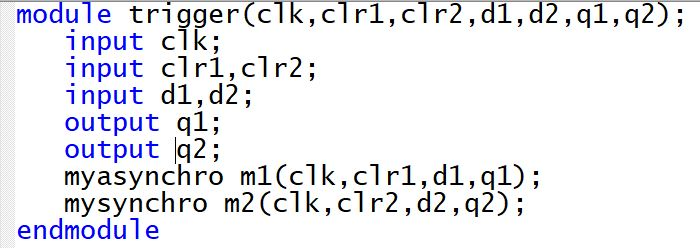 module trigger(clk,clr1,clr2,d1,d2,q1,q2);
input clk;
input clr1,clr2;
input d1,d2;
output q1;
output q2;
myasynchro m1(clk,clr1,d1,q1);
mysynchro m2(clk,clr2,d2,q2);
endmodule